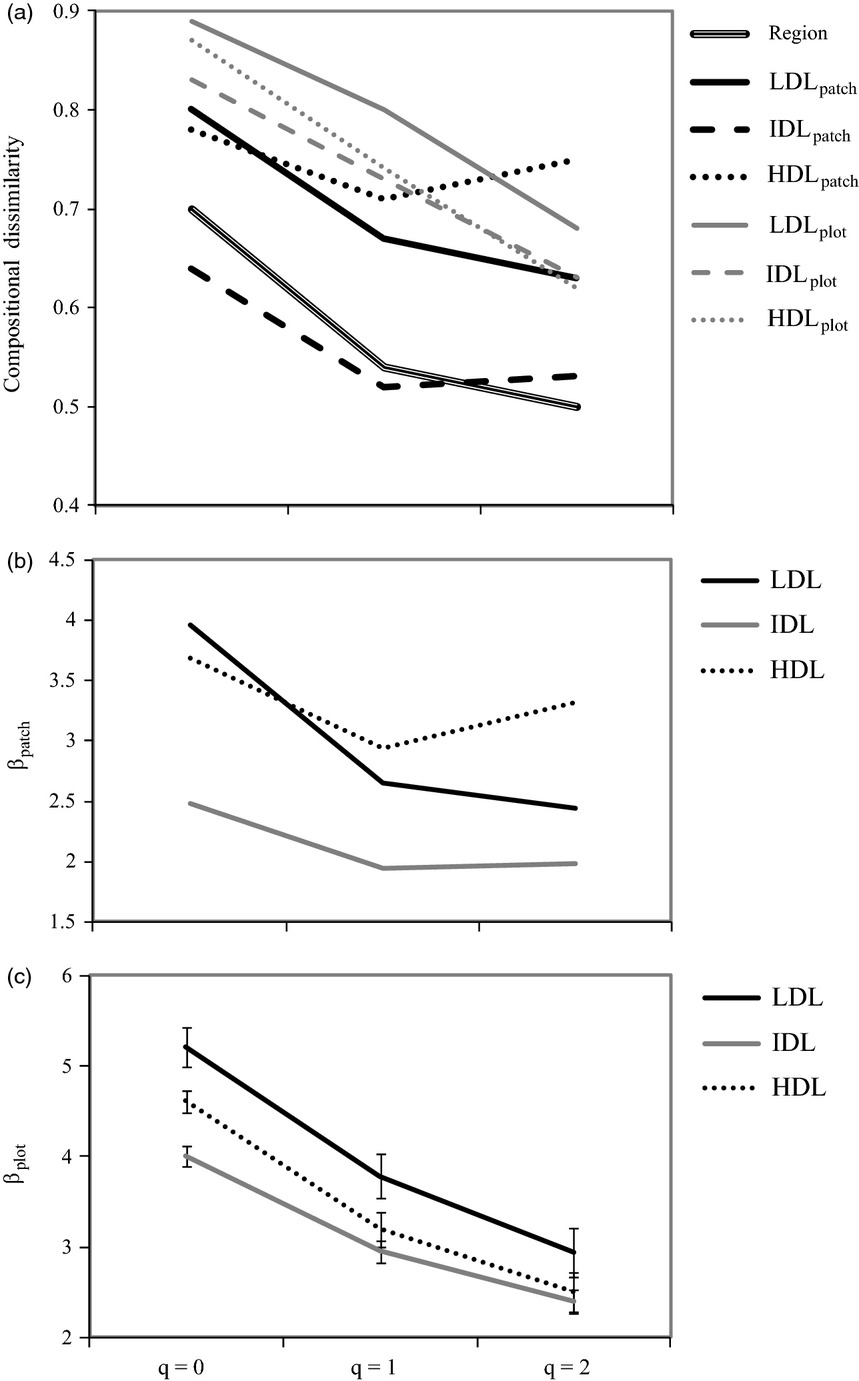 (a)
Compositional dissimilarity
0.9
0.8
0.7
0.6
0.5
0.4
Region
LDLpatch
IDLpatch
HDLpatch
LDLplot
IDLplot
HDLplot
(b)
βpatch
4.5
4
3.5
3
2.5
2
1.5
LDL
IDL
HDL
(c)
βplot
6
5
4
3
2
LDL
IDL
HDL
q = 0 q = 1 q = 2